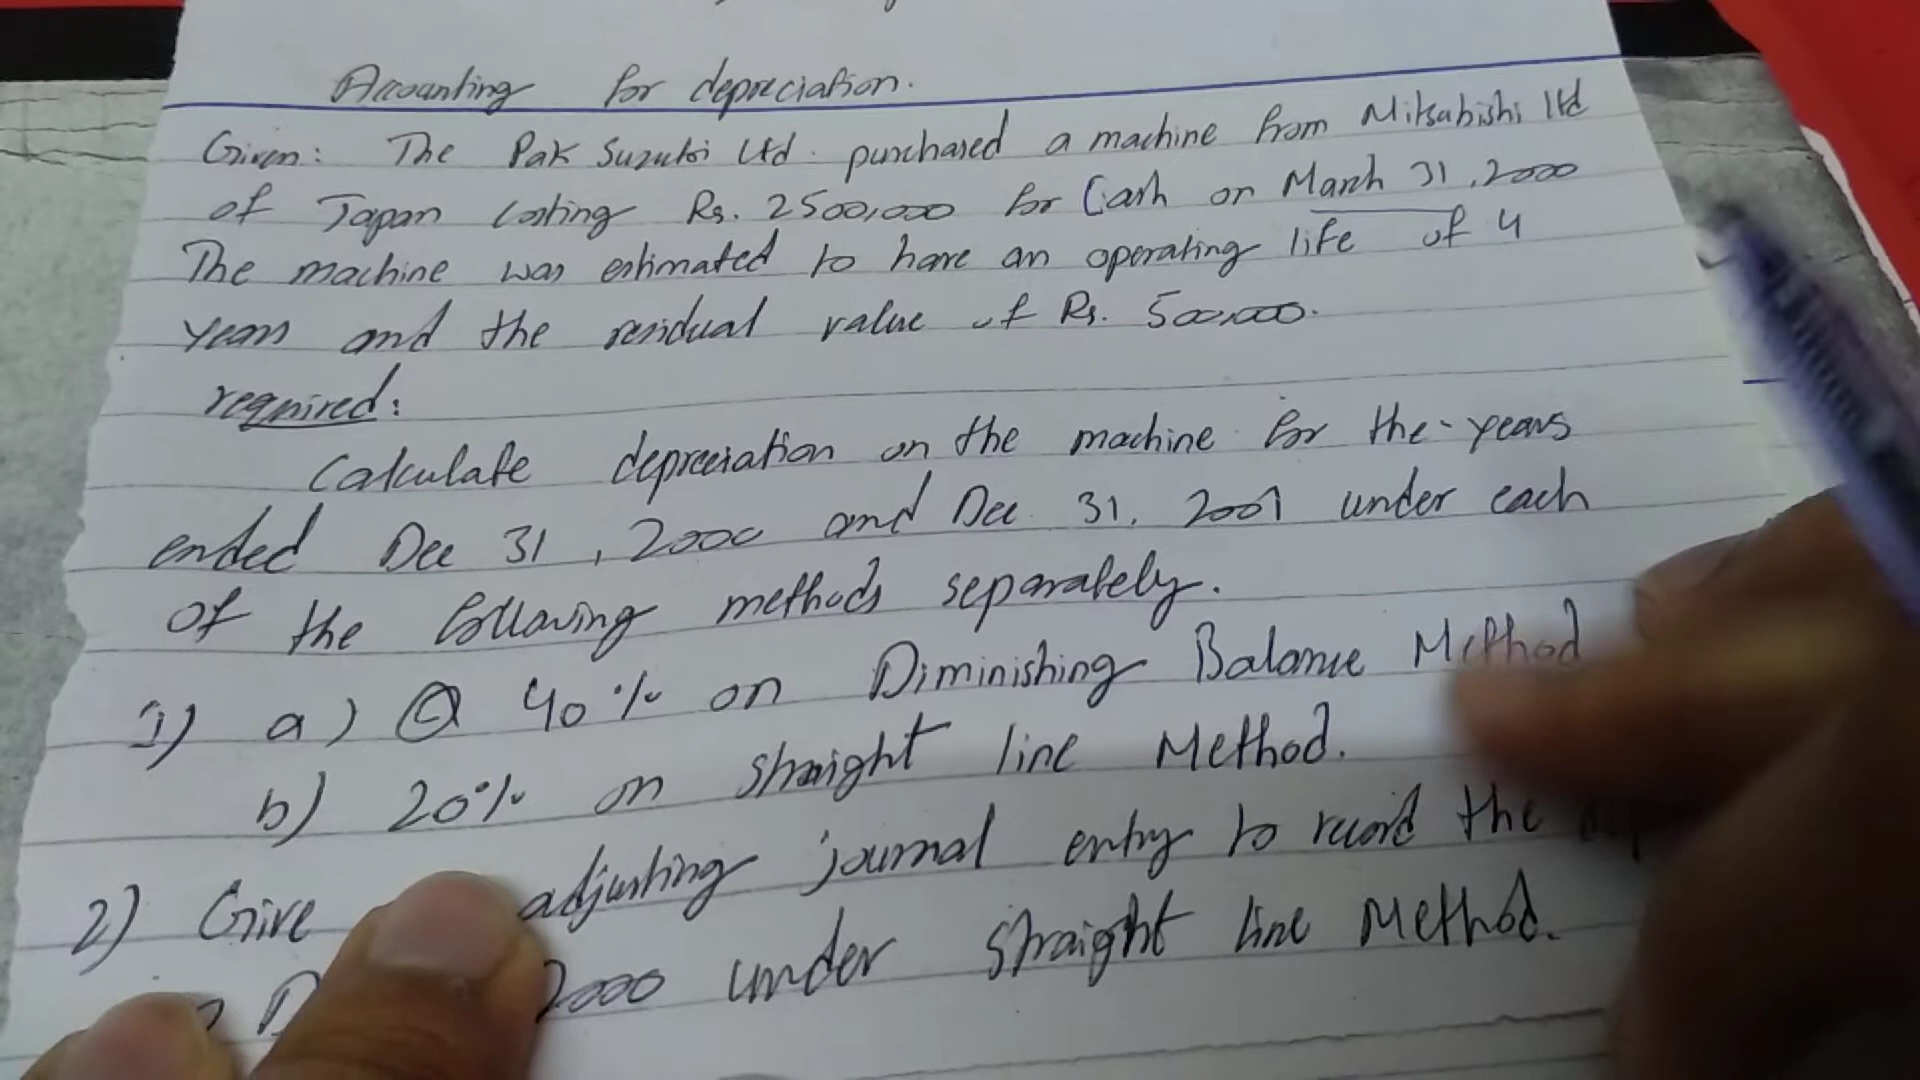 Accounting for depreciation.
Given: The Pak Suzuki Ltd. purchased a machine from Mitsubishi ltd
of Japan costing Rs. 2500,000 for Cash on March 31, 2000
The machine was estimated to have an operating life of 4
years and the residual value of Rs. 500,000.
required:
Calculate depreciation on the machine for the years
ended Dec 31, 2000 and Dec 31, 2001 under each
of the following methods separately.
1) a) @ 40% on Diminishing Balance Method
b) 20% on straight line Method.
2) Give adjusting journal entry to record the
2000 under straight line Method.